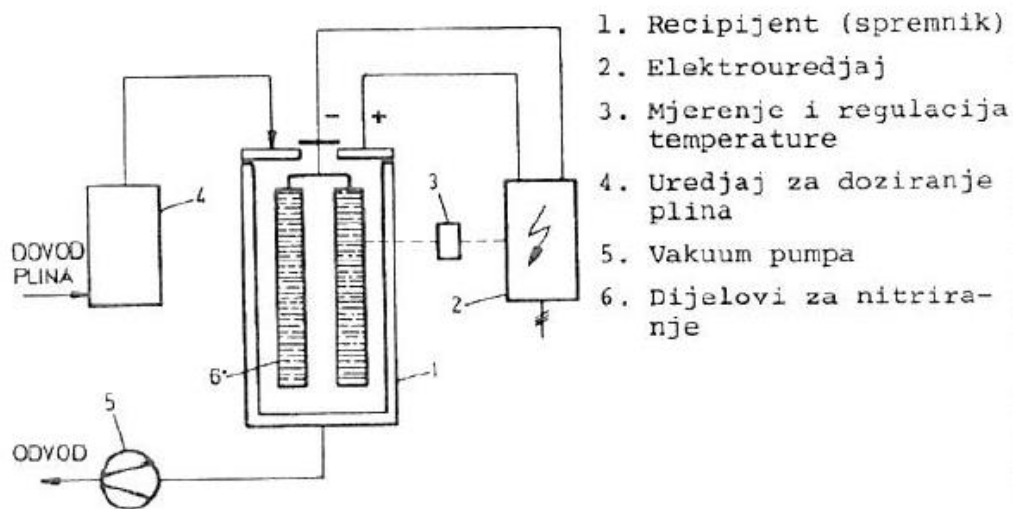 1. Recipijent (spremnik)
2. Elektrouredjaj
3. Mjerenje i regulacija
temperature
4. Uredjaj za doziranje
plina
5. Vakuum pumpa
6. Dijelovi za nitrira-
nje
- +
3
4
DOVOD
PLINA
2
6
1
5
ODVOD